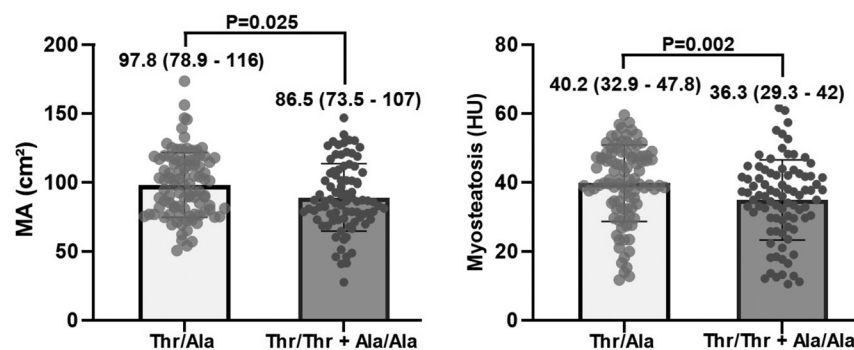 P=0.025
200
97.8 (78.9 - 116)
86.5 (73.5 - 107)
150
100
50
0
MA (cm²)
Thr/Ala
Thr/Thr + Ala/Ala
P=0.002
80
40.2 (32.9 - 47.8)
36.3 (29.3 - 42)
60
40
20
0
Myosteatosis (HU)
Thr/Ala
Thr/Thr + Ala/Ala